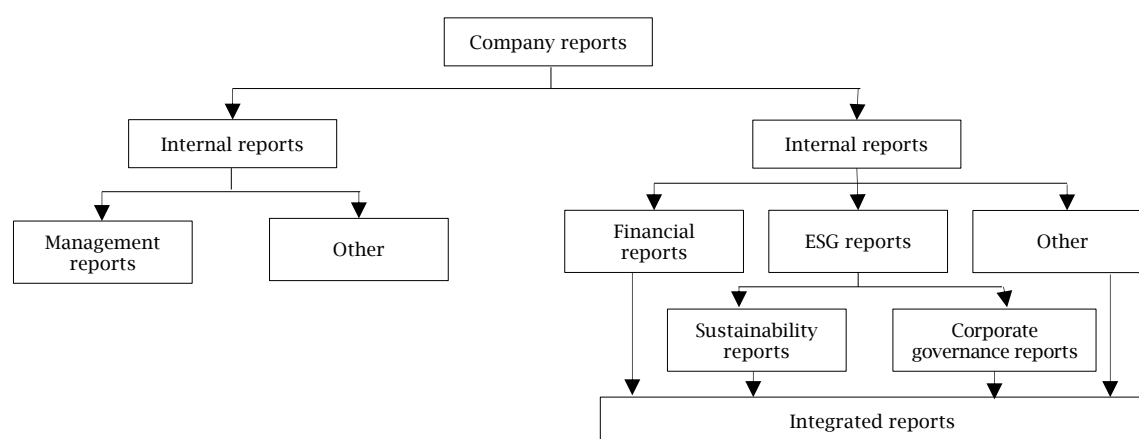 Company reports
Internal reports
Internal reports
Management
reports
Other
Financial
reports
ESG reports
Other
Sustainability
reports
Corporate
governance reports
Integrated reports